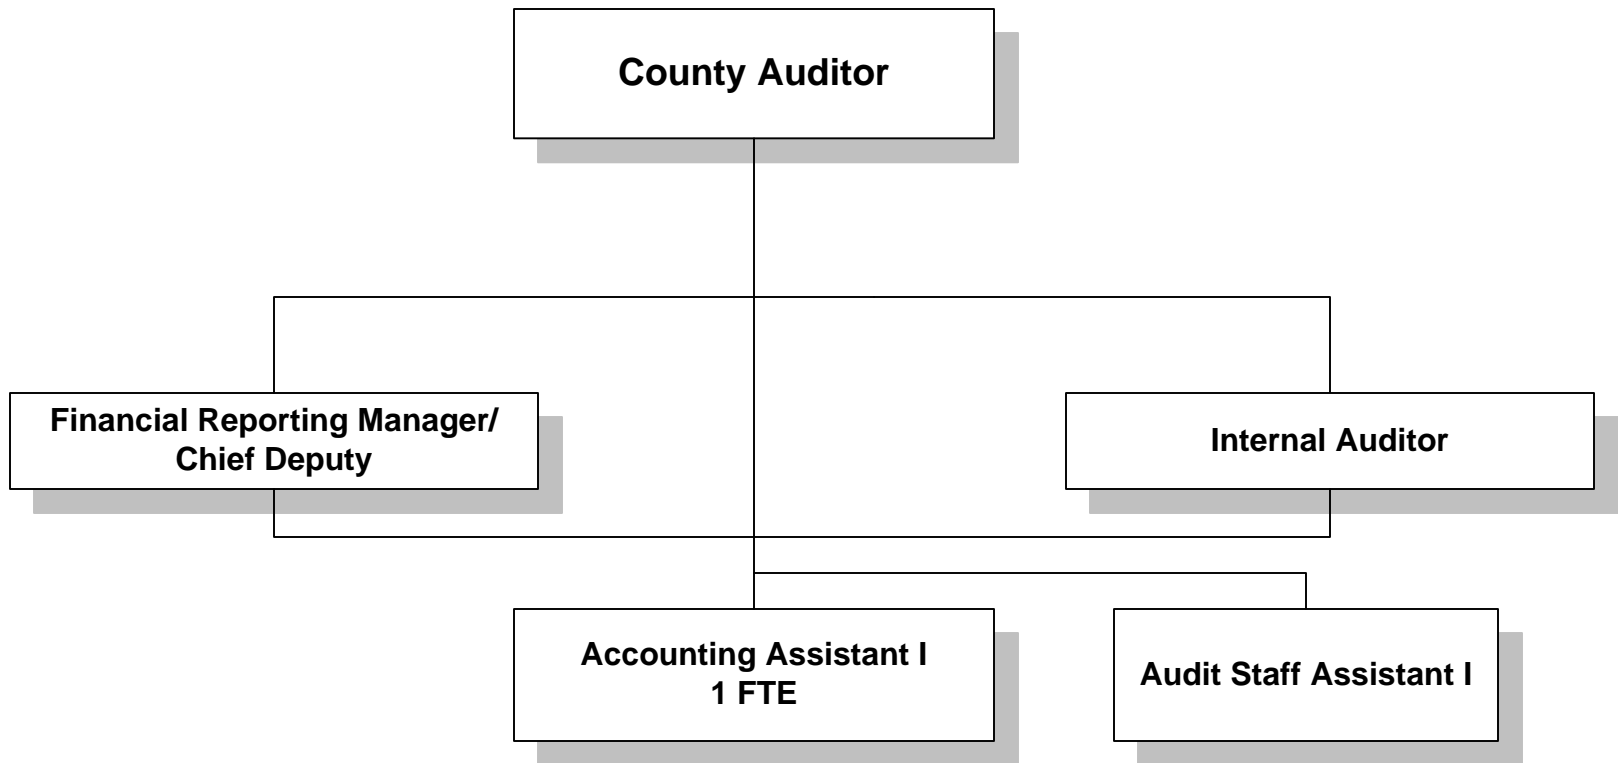 County Auditor
Financial Reporting Manager/
Chief Deputy
Internal Auditor
Accounting Assistant I
1 FTE
Audit Staff Assistant I